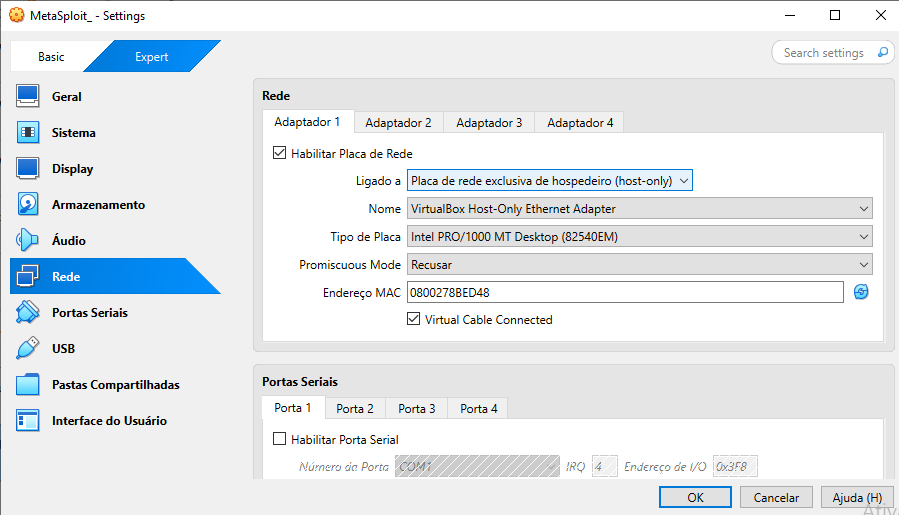 MetaSploit_ - Settings
Basic
Expert
Search settings
Geral
Sistema
Display
Armazenamento
Áudio
Rede
Portas Seriais
USB
Pastas Compartilhadas
Interface do Usuário
Rede
Adaptador 1
Adaptador 2
Adaptador 3
Adaptador 4
Habilitar Placa de Rede
Ligado a Placa de rede exclusiva de hospedeiro (host-only)
Nome VirtualBox Host-Only Ethernet Adapter
Tipo de Placa Intel PRO/1000 MT Desktop (82540EM)
Promiscuous Mode Recusar
Endereço MAC 0800278BED48
Virtual Cable Connected
Portas Seriais
Porta 1
Porta 2
Porta 3
Porta 4
Habilitar Porta Serial
Número da Porta COM1 IRQ 4 Endereço de I/O 0x3F8
OK
Cancelar
Ajuda (H)